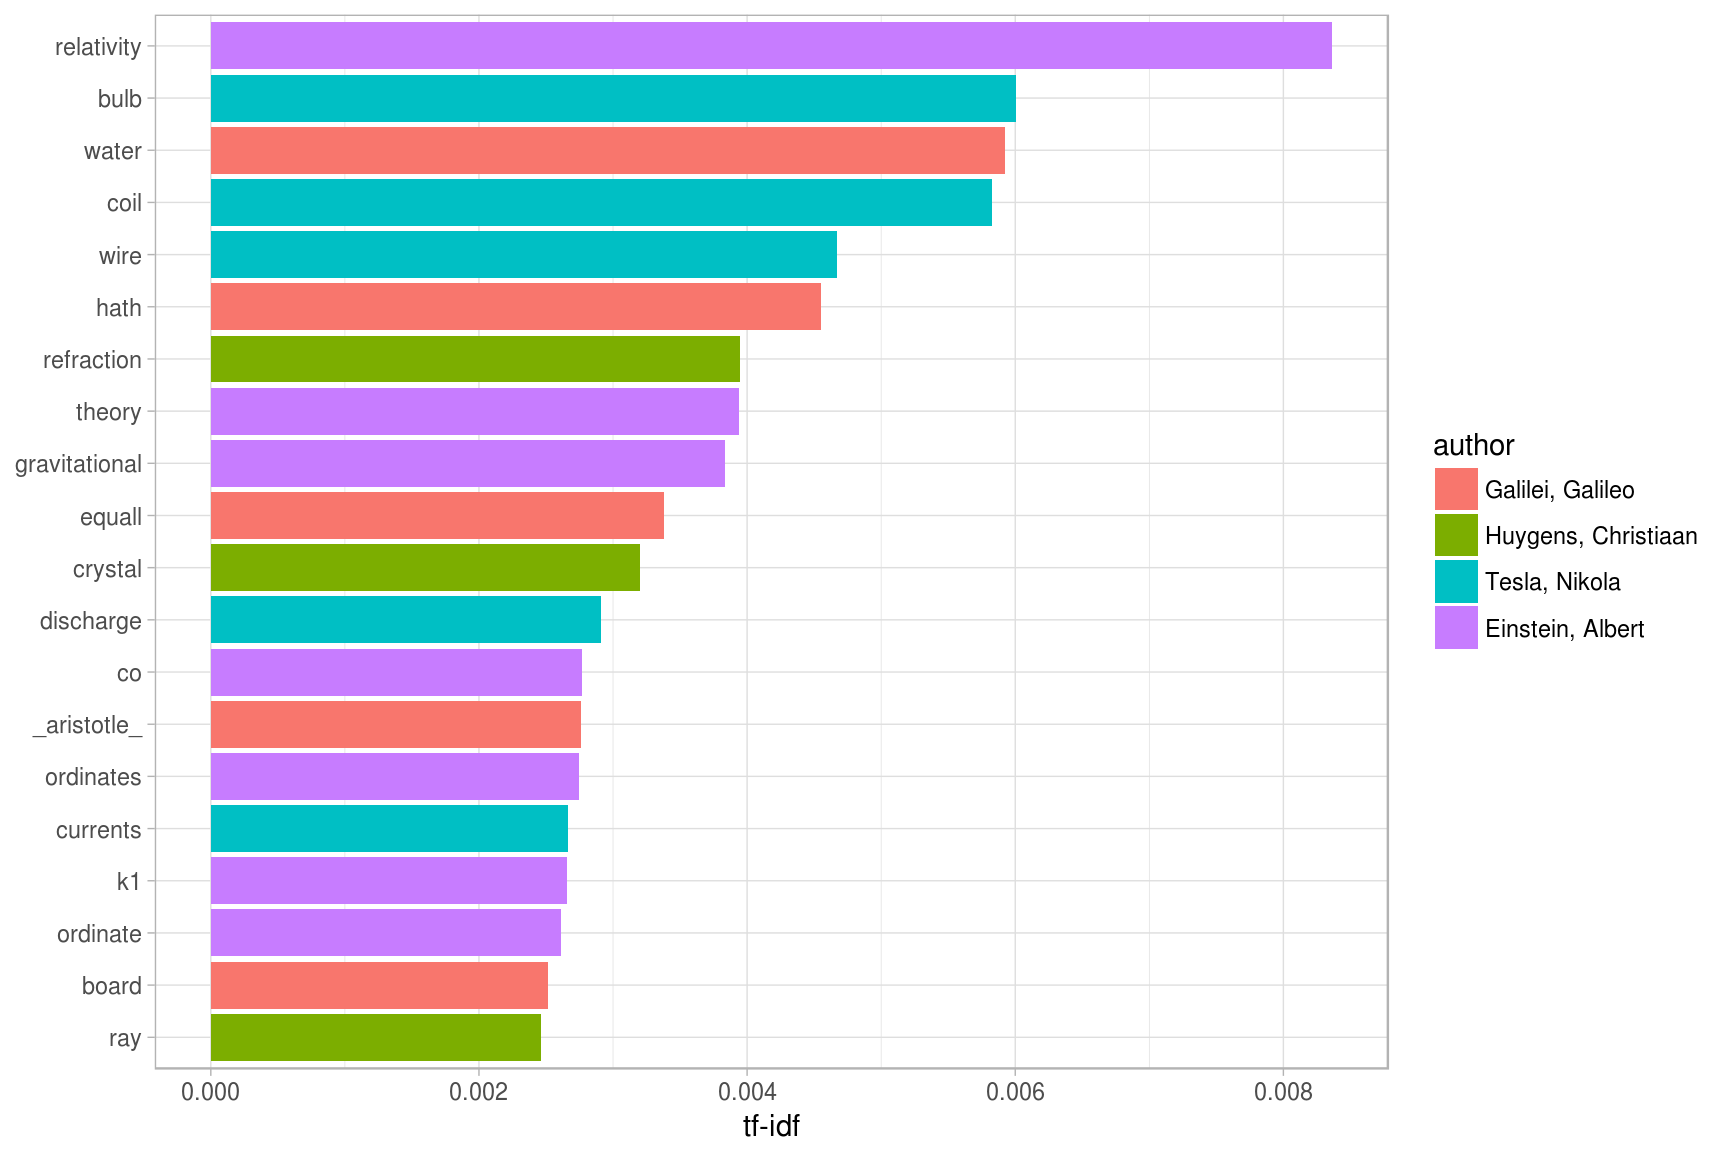 relativity
bulb
water
coil
wire
hath
refraction
theory
gravitational
equall
crystal
discharge
co
_aristotle_
ordinates
currents
k1
ordinate
board
ray
0.000 0.002 0.004 0.006 0.008
tf-idf
author
Galilei, Galileo
Huygens, Christiaan
Tesla, Nikola
Einstein, Albert